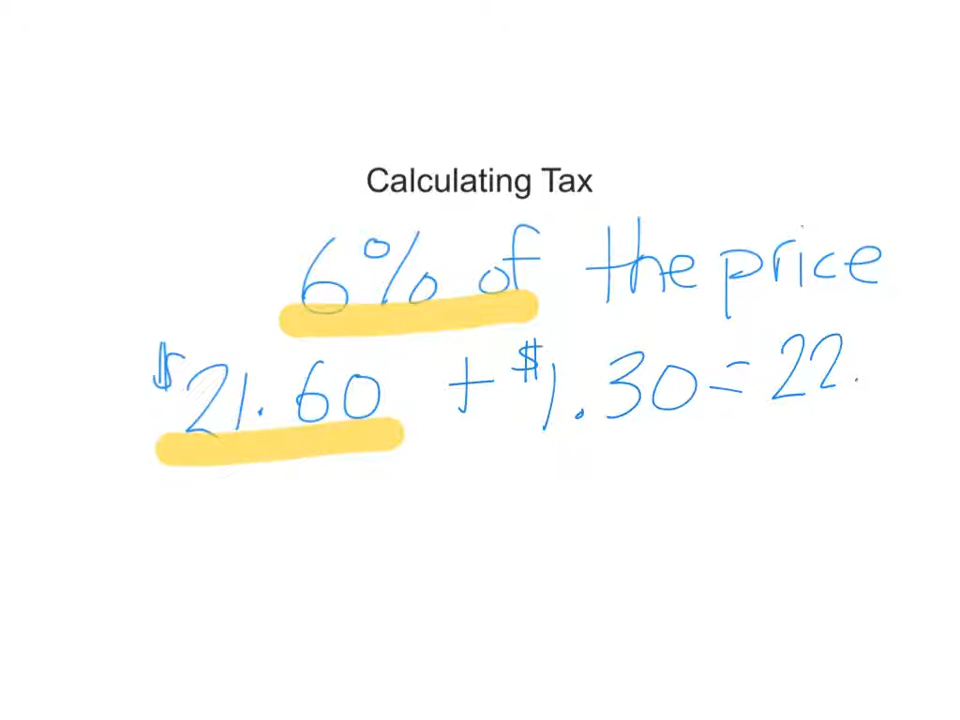 Calculating Tax
6% of the price
$21.60 + $1.30 = 22.